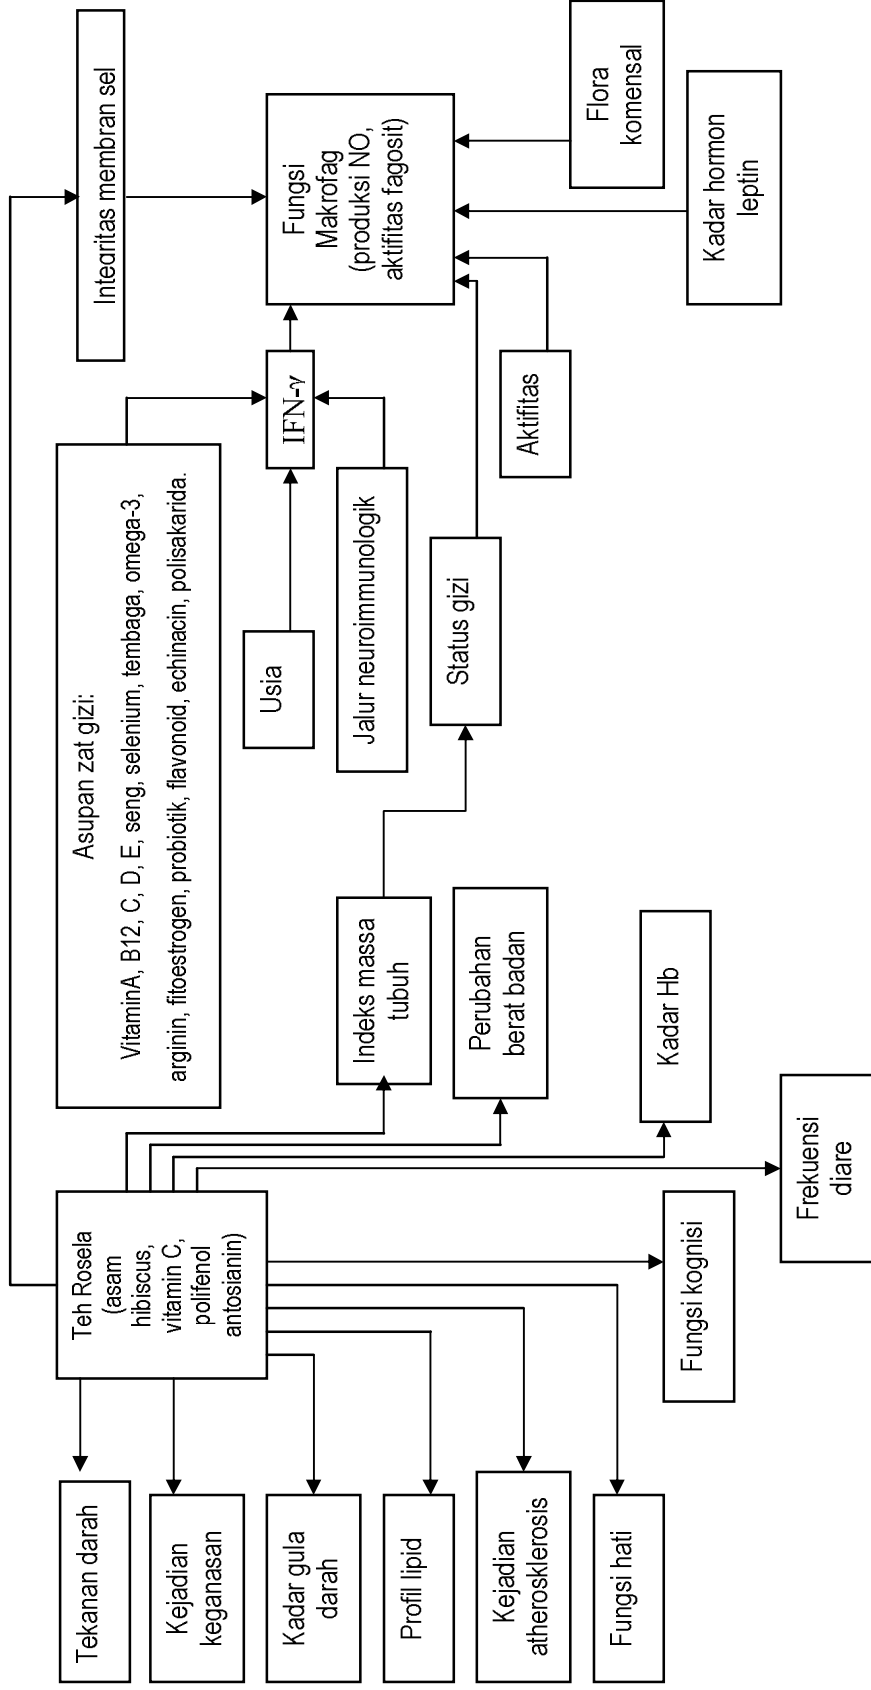 Tekanan darah
Kejadian
keganasan
Kadar gula
darah
Profil lipid
Kejadian
atherosklerosis
Fungsi hati
Teh Rosela
(asam
hibiscus,
vitamin C,
polifenol
antosianin)
Fungsi kognisi
Frekuensi
diare
Kadar Hb
Perubahan
berat badan
Indeks massa
tubuh
Asupan zat gizi:
VitaminA, B12, C, D, E, seng, selenium, tembaga, omega-3,
arginin, fitoestrogen, probiotik, flavonoid, echinacin, polisakarida.
Usia
Jalur neuroimmunologik
Status gizi
IFN-γ
Aktifitas
Integritas membran sel
Fungsi
Makrofag
(produksi NO,
aktifitas fagosit)
Flora
komensal
Kadar hormon
leptin